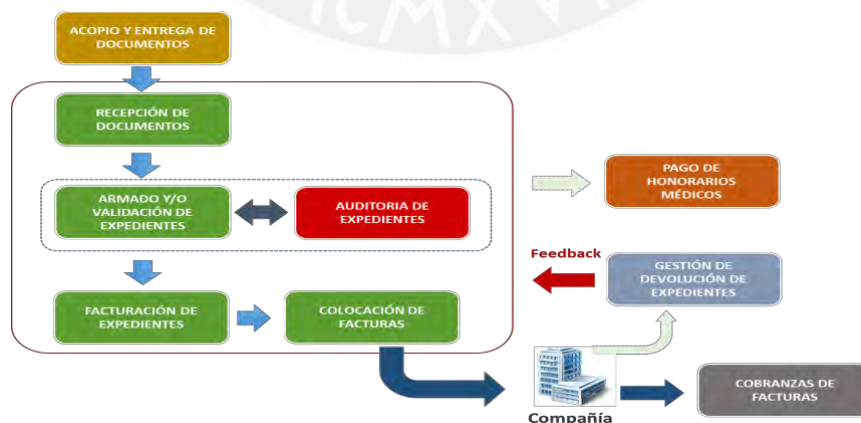 ACOPIO Y ENTREGA DE
DOCUMENTOS
RECEPCIÓN DE
DOCUMENTOS
ARMADO Y/O
VALIDACIÓN DE
EXPEDIENTES
AUDITORIA DE
EXPEDIENTES
PAGO DE
HONORARIOS
MÉDICOS
Feedback
GESTIÓN DE
DEVOLUCIÓN DE
EXPEDIENTES
FACTURACIÓN DE
EXPEDIENTES
COLOCACIÓN DE
FACTURAS
COBRANZAS DE
FACTURAS
Compañía